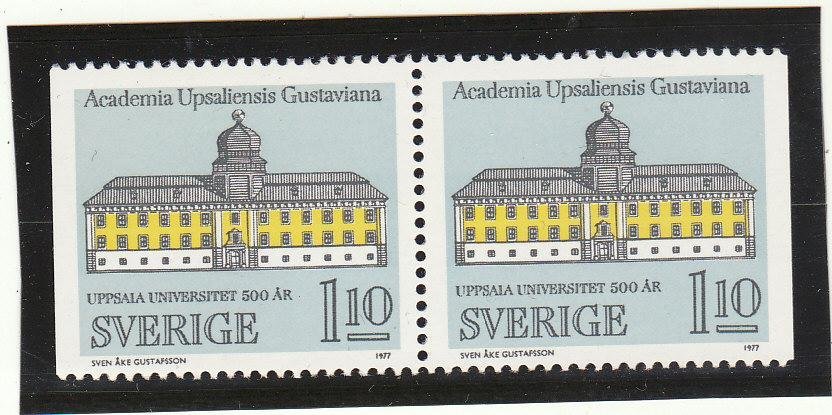 Academia Upsaliensis Gustaviana
UPPSALA UNIVERSITET 500 ÅR
SVERIGE 1 10
SVEN ÅKE GUSTAFSSON 1977
Academia Upsaliensis Gustaviana
UPPSALA UNIVERSITET 500 ÅR
SVERIGE 1 10
SVEN ÅKE GUSTAFSSON 1977